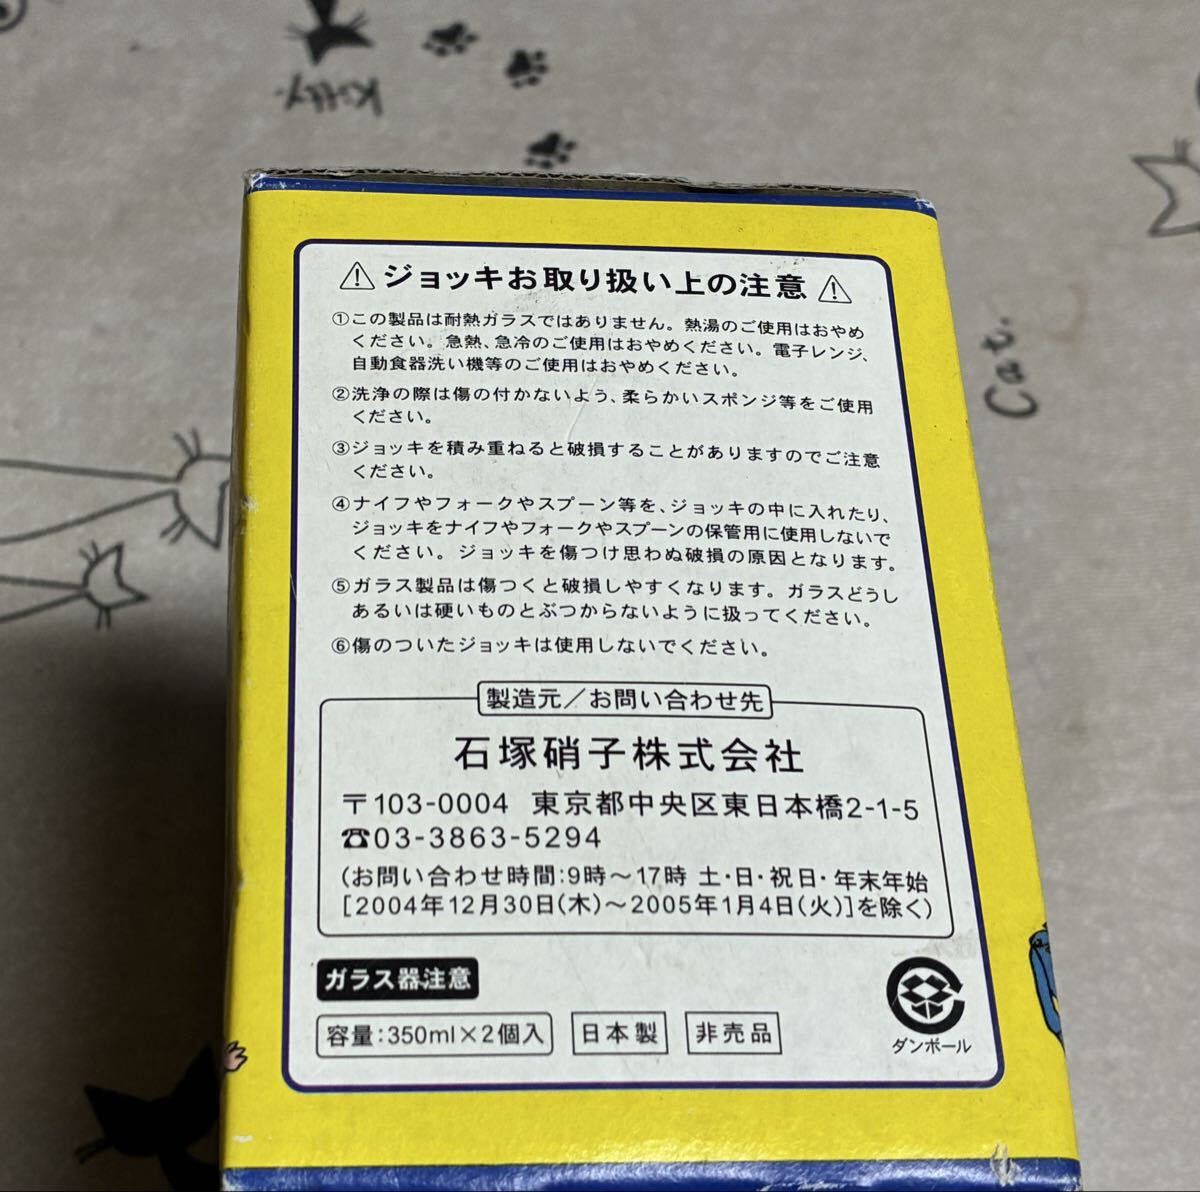 Kitty.
Cat.
⚠ ジョッキお取り扱い上の注意 ⚠
①この製品は耐熱ガラスではありません。熱湯のご使用はおやめ
ください。急熱、急冷のご使用はおやめください。電子レンジ、
自動食器洗い機等のご使用はおやめください。
②洗浄の際は傷の付かないよう、柔らかいスポンジ等をご使用
ください。
③ジョッキを積み重ねると破損することがありますのでご注意
ください。
④ナイフやフォークやスプーン等を、ジョッキの中に入れたり、
ジョッキをナイフやフォークやスプーンの保管用に使用しないで
ください。ジョッキを傷つけ思わぬ破損の原因となります。
⑤ガラス製品は傷つくと破損しやすくなります。ガラスどうし
あるいは硬いものとぶつからないように扱ってください。
⑥傷のついたジョッキは使用しないでください。
製造元／お問い合わせ先
石塚硝子株式会社
〒103-0004 東京都中央区東日本橋2-1-5
☎03-3863-5294
(お問い合わせ時間:9時～17時 土・日・祝日・年末年始
[2004年12月30日(木)～2005年1月4日(火)]を除く)
ガラス器注意
容量:350ml×2個入 日本製 非売品
ダンボール